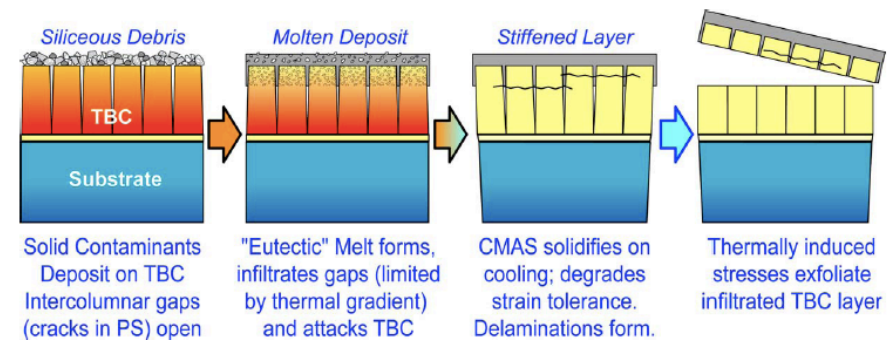 Siliceous Debris
TBC
Substrate
Solid Contaminants
Deposit on TBC
Intercolumnar gaps
(cracks in PS) open
Molten Deposit
"Eutectic" Melt forms,
infiltrates gaps (limited
by thermal gradient)
and attacks TBC
Stiffened Layer
CMAS solidifies on
cooling; degrades
strain tolerance.
Delaminations form.
Thermally induced
stresses exfoliate
infiltrated TBC layer